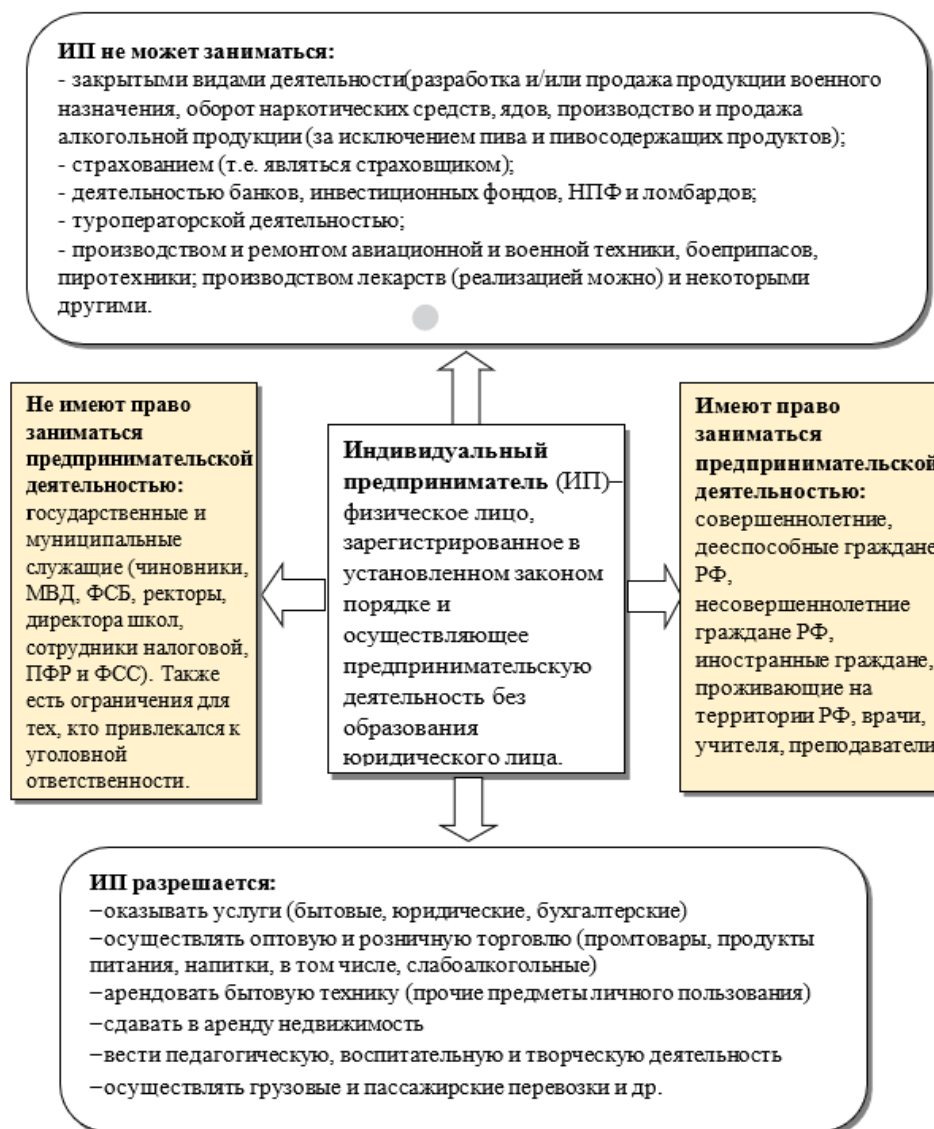 ИП не может заниматься:
- закрытыми видами деятельности(разработка и/или продажа продукции военного
назначения, оборот наркотических средств, ядов, производство и продажа
алкогольной продукции (за исключением пива и пивосодержащих продуктов);
- страхованием (т.е. являться страховщиком);
- деятельностью банков, инвестиционных фондов, НПФ и ломбардов;
- туроператорской деятельностью;
- производством и ремонтом авиационной и военной техники, боеприпасов,
пиротехники; производством лекарств (реализацией можно) и некоторыми
другими.
Не имеют право
заниматься
предпринимательской
деятельностью:
государственные и
муниципальные
служащие (чиновники,
МВД, ФСБ, ректоры,
директора школ,
сотрудники налоговой,
ПФР и ФСС). Также
есть ограничения для
тех, кто привлекался к
уголовной
ответственности.
Индивидуальный
предприниматель (ИП)–
физическое лицо,
зарегистрированное в
установленном законом
порядке и
осуществляющее
предпринимательскую
деятельность без
образования
юридического лица.
Имеют право
заниматься
предпринимательской
деятельностью:
совершеннолетние,
дееспособные граждане
РФ,
несовершеннолетние
граждане РФ,
иностранные граждане,
проживающие на
территории РФ, врачи,
учителя, преподаватели
ИП разрешается:
–оказывать услуги (бытовые, юридические, бухгалтерские)
–осуществлять оптовую и розничную торговлю (промтовары, продукты
питания, напитки, в том числе, слабоалкогольные)
–арендовать бытовую технику (прочие предметы личного пользования)
–сдавать в аренду недвижимость
–вести педагогическую, воспитательную и творческую деятельность
–осуществлять грузовые и пассажирские перевозки и др.